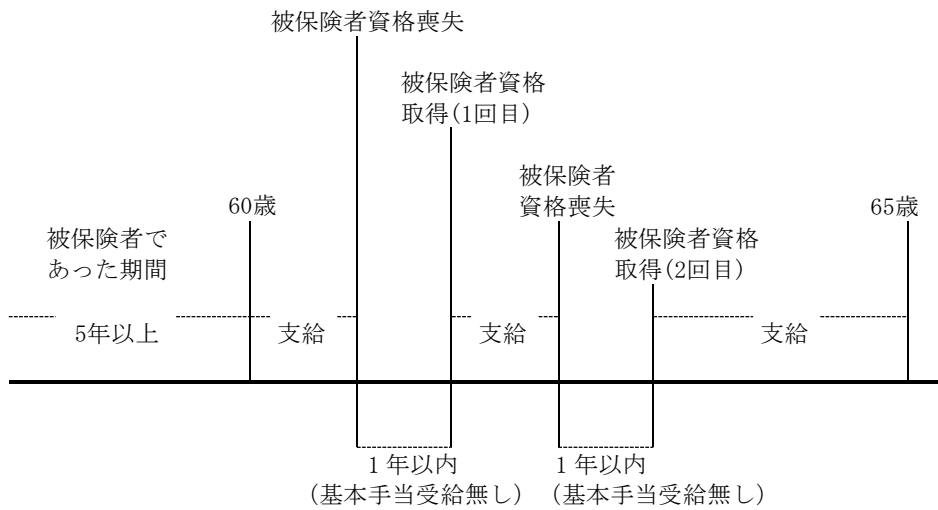 被保険者資格喪失
被保険者資格
取得(1回目)
被保険者
資格喪失
60歳
65歳
被保険者で
あった期間
被保険者資格
取得(2回目)
5年以上
支給
支給
支給
1年以内
(基本手当受給無し)
1年以内
(基本手当受給無し)